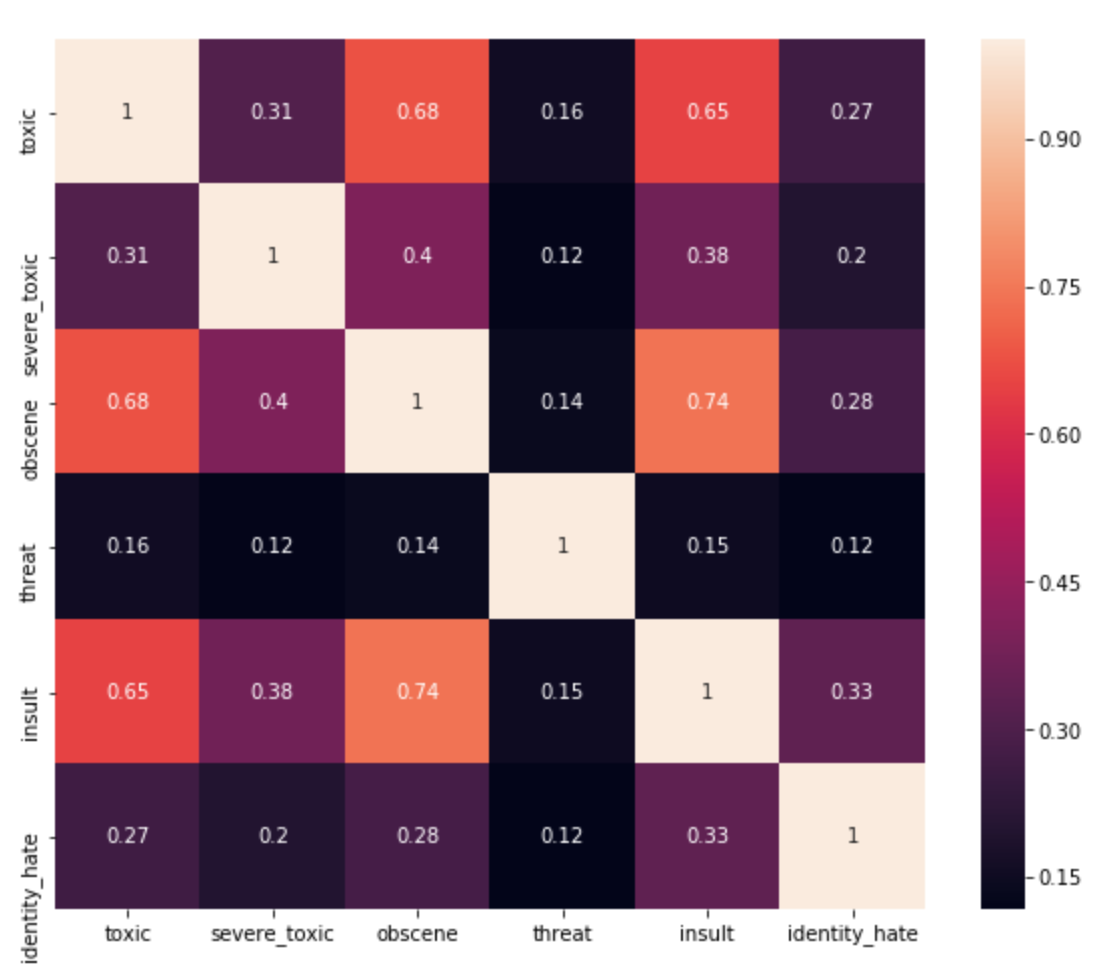 toxic 1 0.31 0.68 0.16 0.65 0.27
severe_toxic 0.31 1 0.4 0.12 0.38 0.2
obscene 0.68 0.4 1 0.14 0.74 0.28
threat 0.16 0.12 0.14 1 0.15 0.12
insult 0.65 0.38 0.74 0.15 1 0.33
identity_hate 0.27 0.2 0.28 0.12 0.33 1
toxic severe_toxic obscene threat insult identity_hate
0.90
0.75
0.60
0.45
0.30
0.15